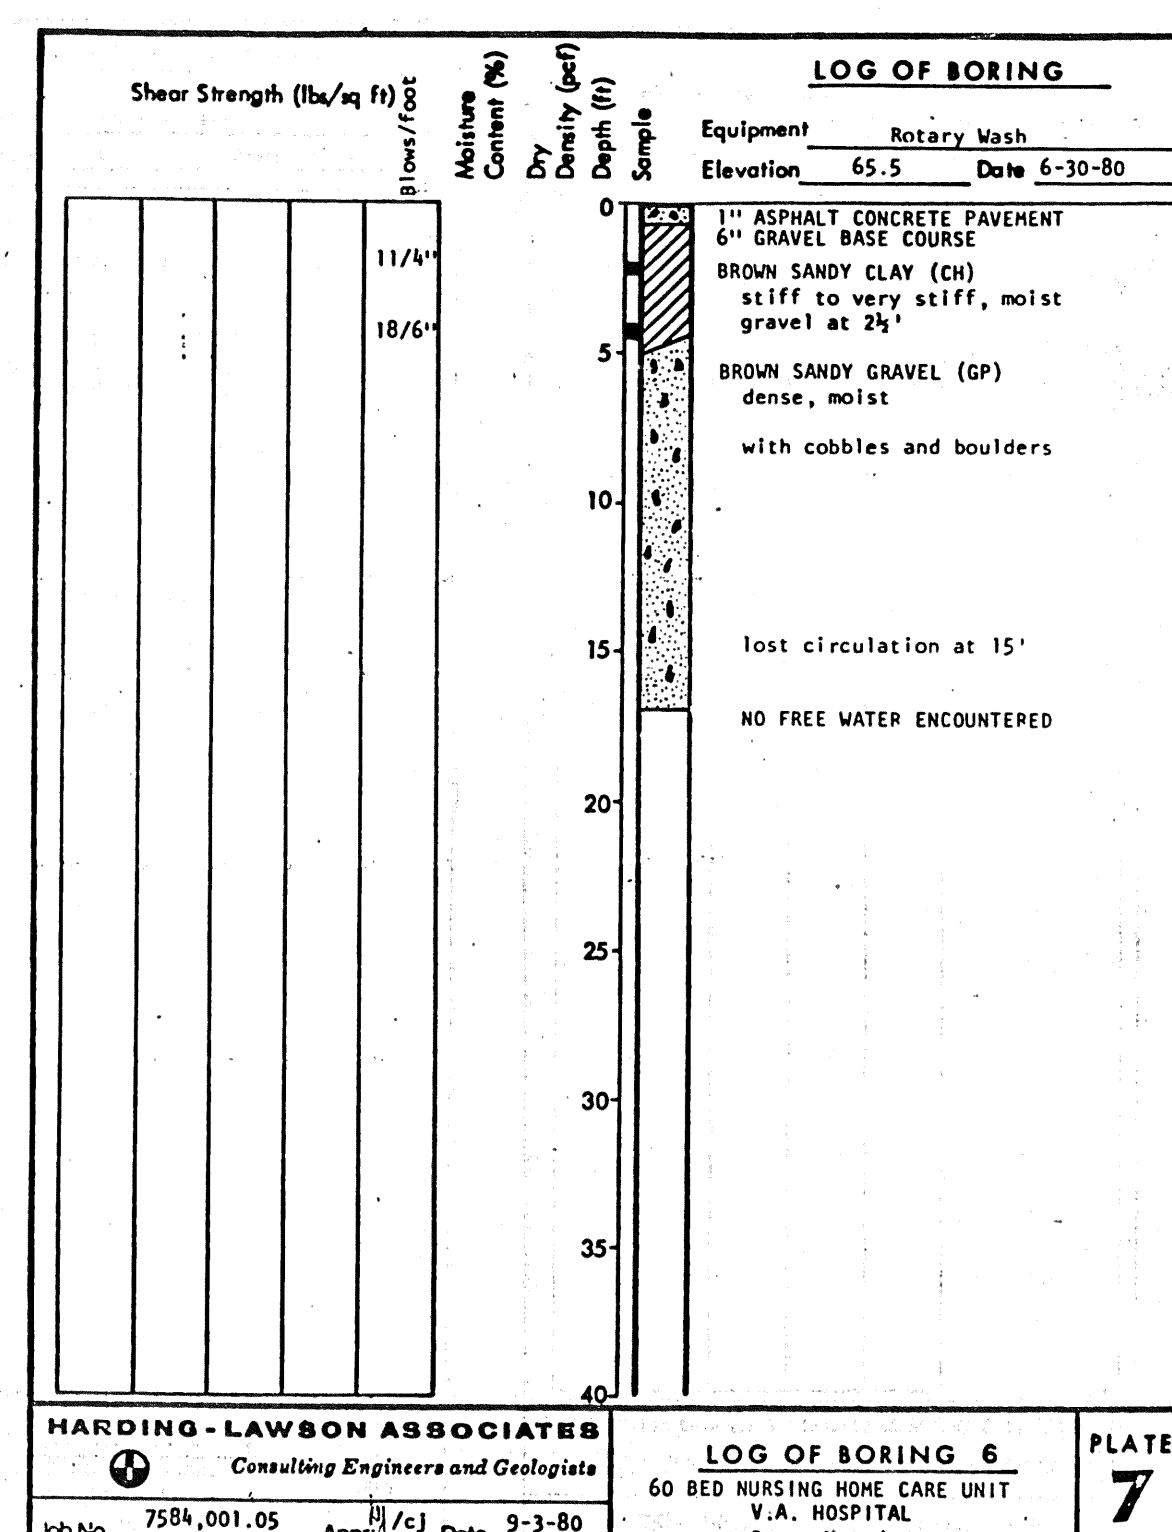 LOG OF BORING
Shear Strength (lbs/sq ft)
Blows/foot
Moisture
Content (%)
Dry
Density (pcf)
Depth (ft)
Sample
Equipment Rotary Wash
Elevation 65.5 Date 6-30-80
0
1" ASPHALT CONCRETE PAVEMENT
6" GRAVEL BASE COURSE
11/4"
BROWN SANDY CLAY (CH)
stiff to very stiff, moist
gravel at 2½'
18/6"
5
BROWN SANDY GRAVEL (GP)
dense, moist
with cobbles and boulders
10
15
lost circulation at 15'
NO FREE WATER ENCOUNTERED
20
25
30
35
40
HARDING-LAWSON ASSOCIATES
Consulting Engineers and Geologists
Job No. 7584,001.05 /cj Date 9-3-80
LOG OF BORING 6
60 BED NURSING HOME CARE UNIT
V.A. HOSPITAL
PLATE
7